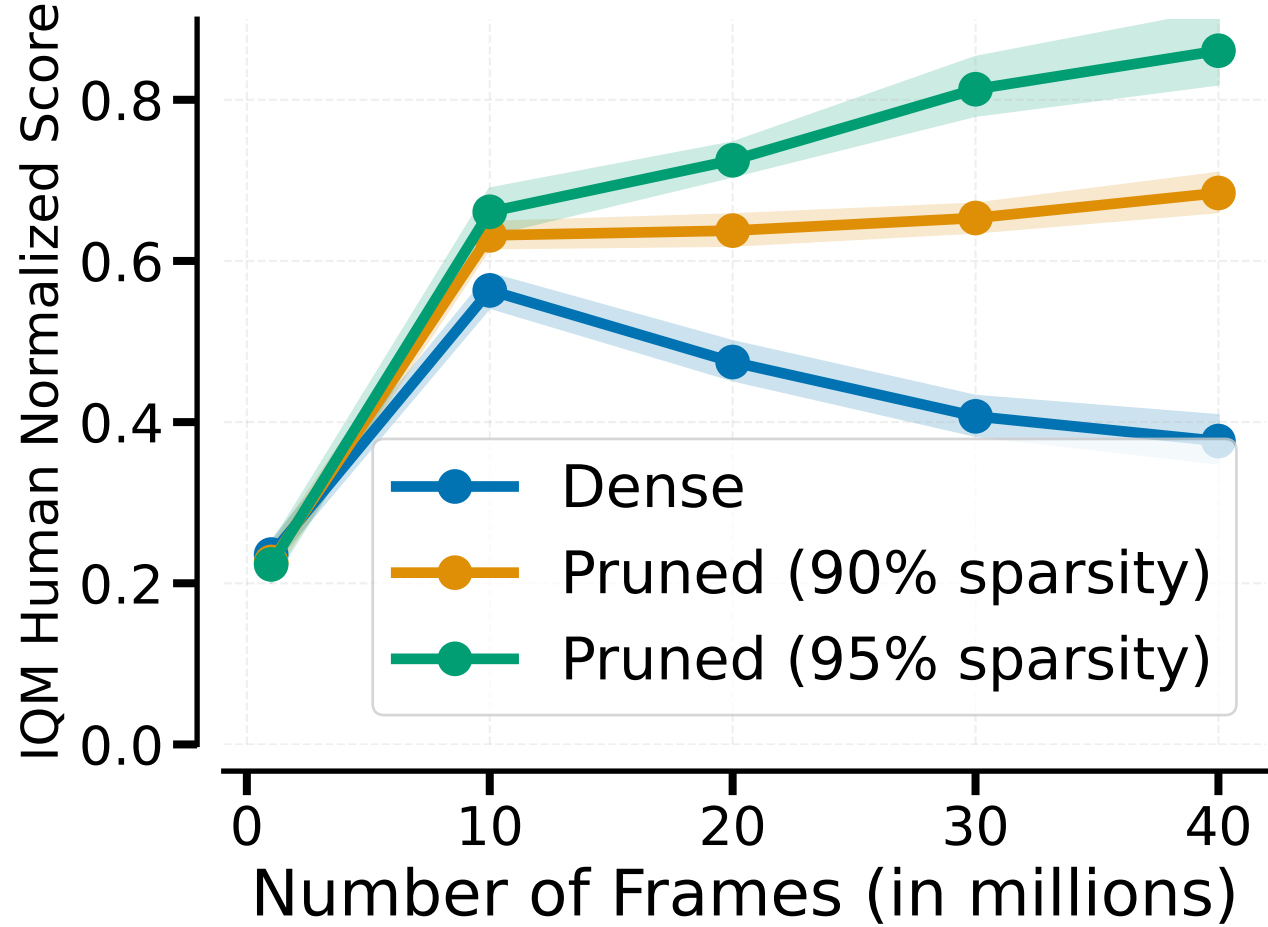 IQM Human Normalized Score
0.8
0.6
0.4
0.2
0.0
Dense
Pruned (90% sparsity)
Pruned (95% sparsity)
0 10 20 30 40
Number of Frames (in millions)